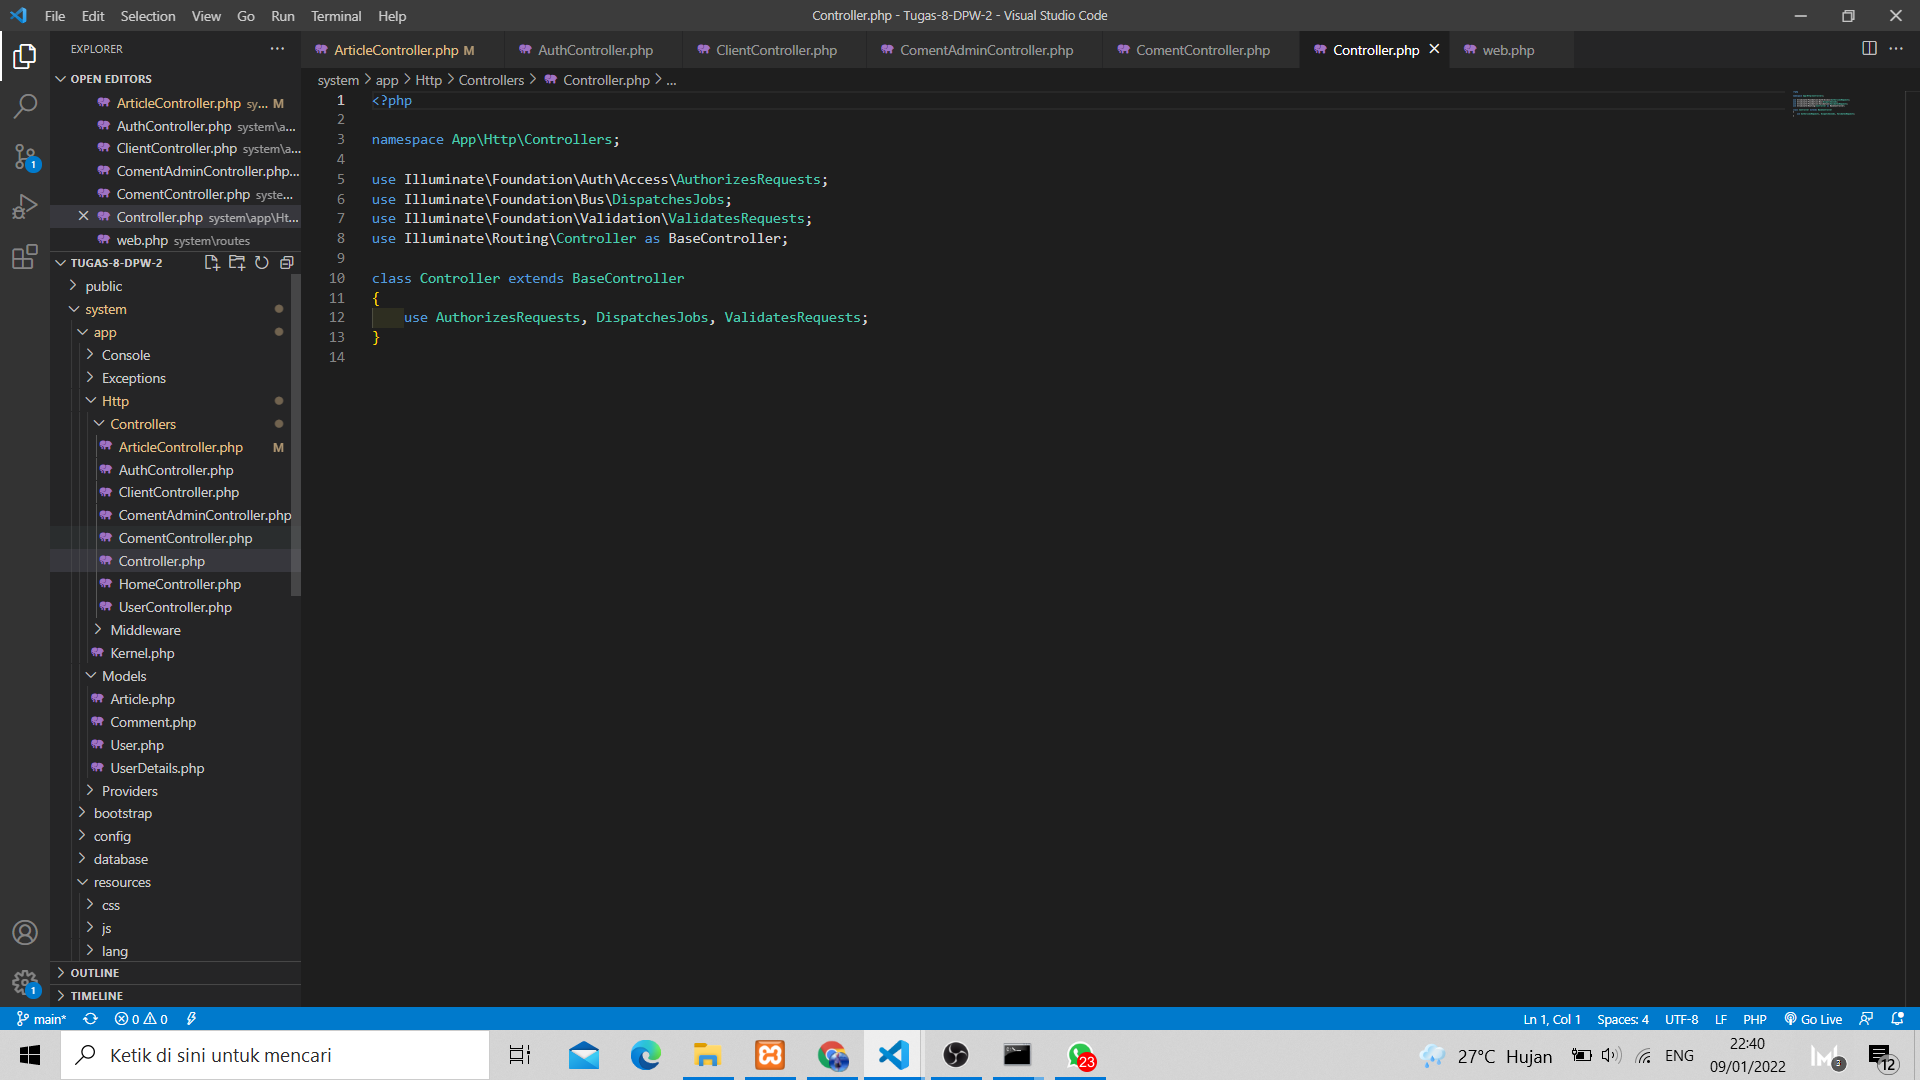 File Edit Selection View Go Run Terminal Help
Controller.php - Tugas-8-DPW-2 - Visual Studio Code
EXPLORER
ArticleController.php M
AuthController.php
ClientController.php
ComentAdminController.php
ComentController.php
Controller.php
web.php
OPEN EDITORS
ArticleController.php sy... M
AuthController.php system\a...
ClientController.php system\a...
ComentAdminController.php...
ComentController.php syste...
Controller.php system\app\Ht...
web.php system\routes
TUGAS-8-DPW-2
public
system
app
Console
Exceptions
Http
Controllers
ArticleController.php M
AuthController.php
ClientController.php
ComentAdminController.php
ComentController.php
Controller.php
HomeController.php
UserController.php
Middleware
Kernel.php
Models
Article.php
Comment.php
User.php
UserDetails.php
Providers
bootstrap
config
database
resources
css
js
lang
OUTLINE
TIMELINE
1
1
system > app > Http > Controllers > Controller.php > ...
1 <?php
2
3 namespace App\Http\Controllers;
4
5 use Illuminate\Foundation\Auth\Access\AuthorizesRequests;
6 use Illuminate\Foundation\Bus\DispatchesJobs;
7 use Illuminate\Foundation\Validation\ValidatesRequests;
8 use Illuminate\Routing\Controller as BaseController;
9
10 class Controller extends BaseController
11 {
12 use AuthorizesRequests, DispatchesJobs, ValidatesRequests;
13 }
14
main* 0 0 Ln 1, Col 1 Spaces: 4 UTF-8 LF PHP Go Live
Ketik di sini untuk mencari
23
27°C Hujan
ENG
22:40
09/01/2022
3
12